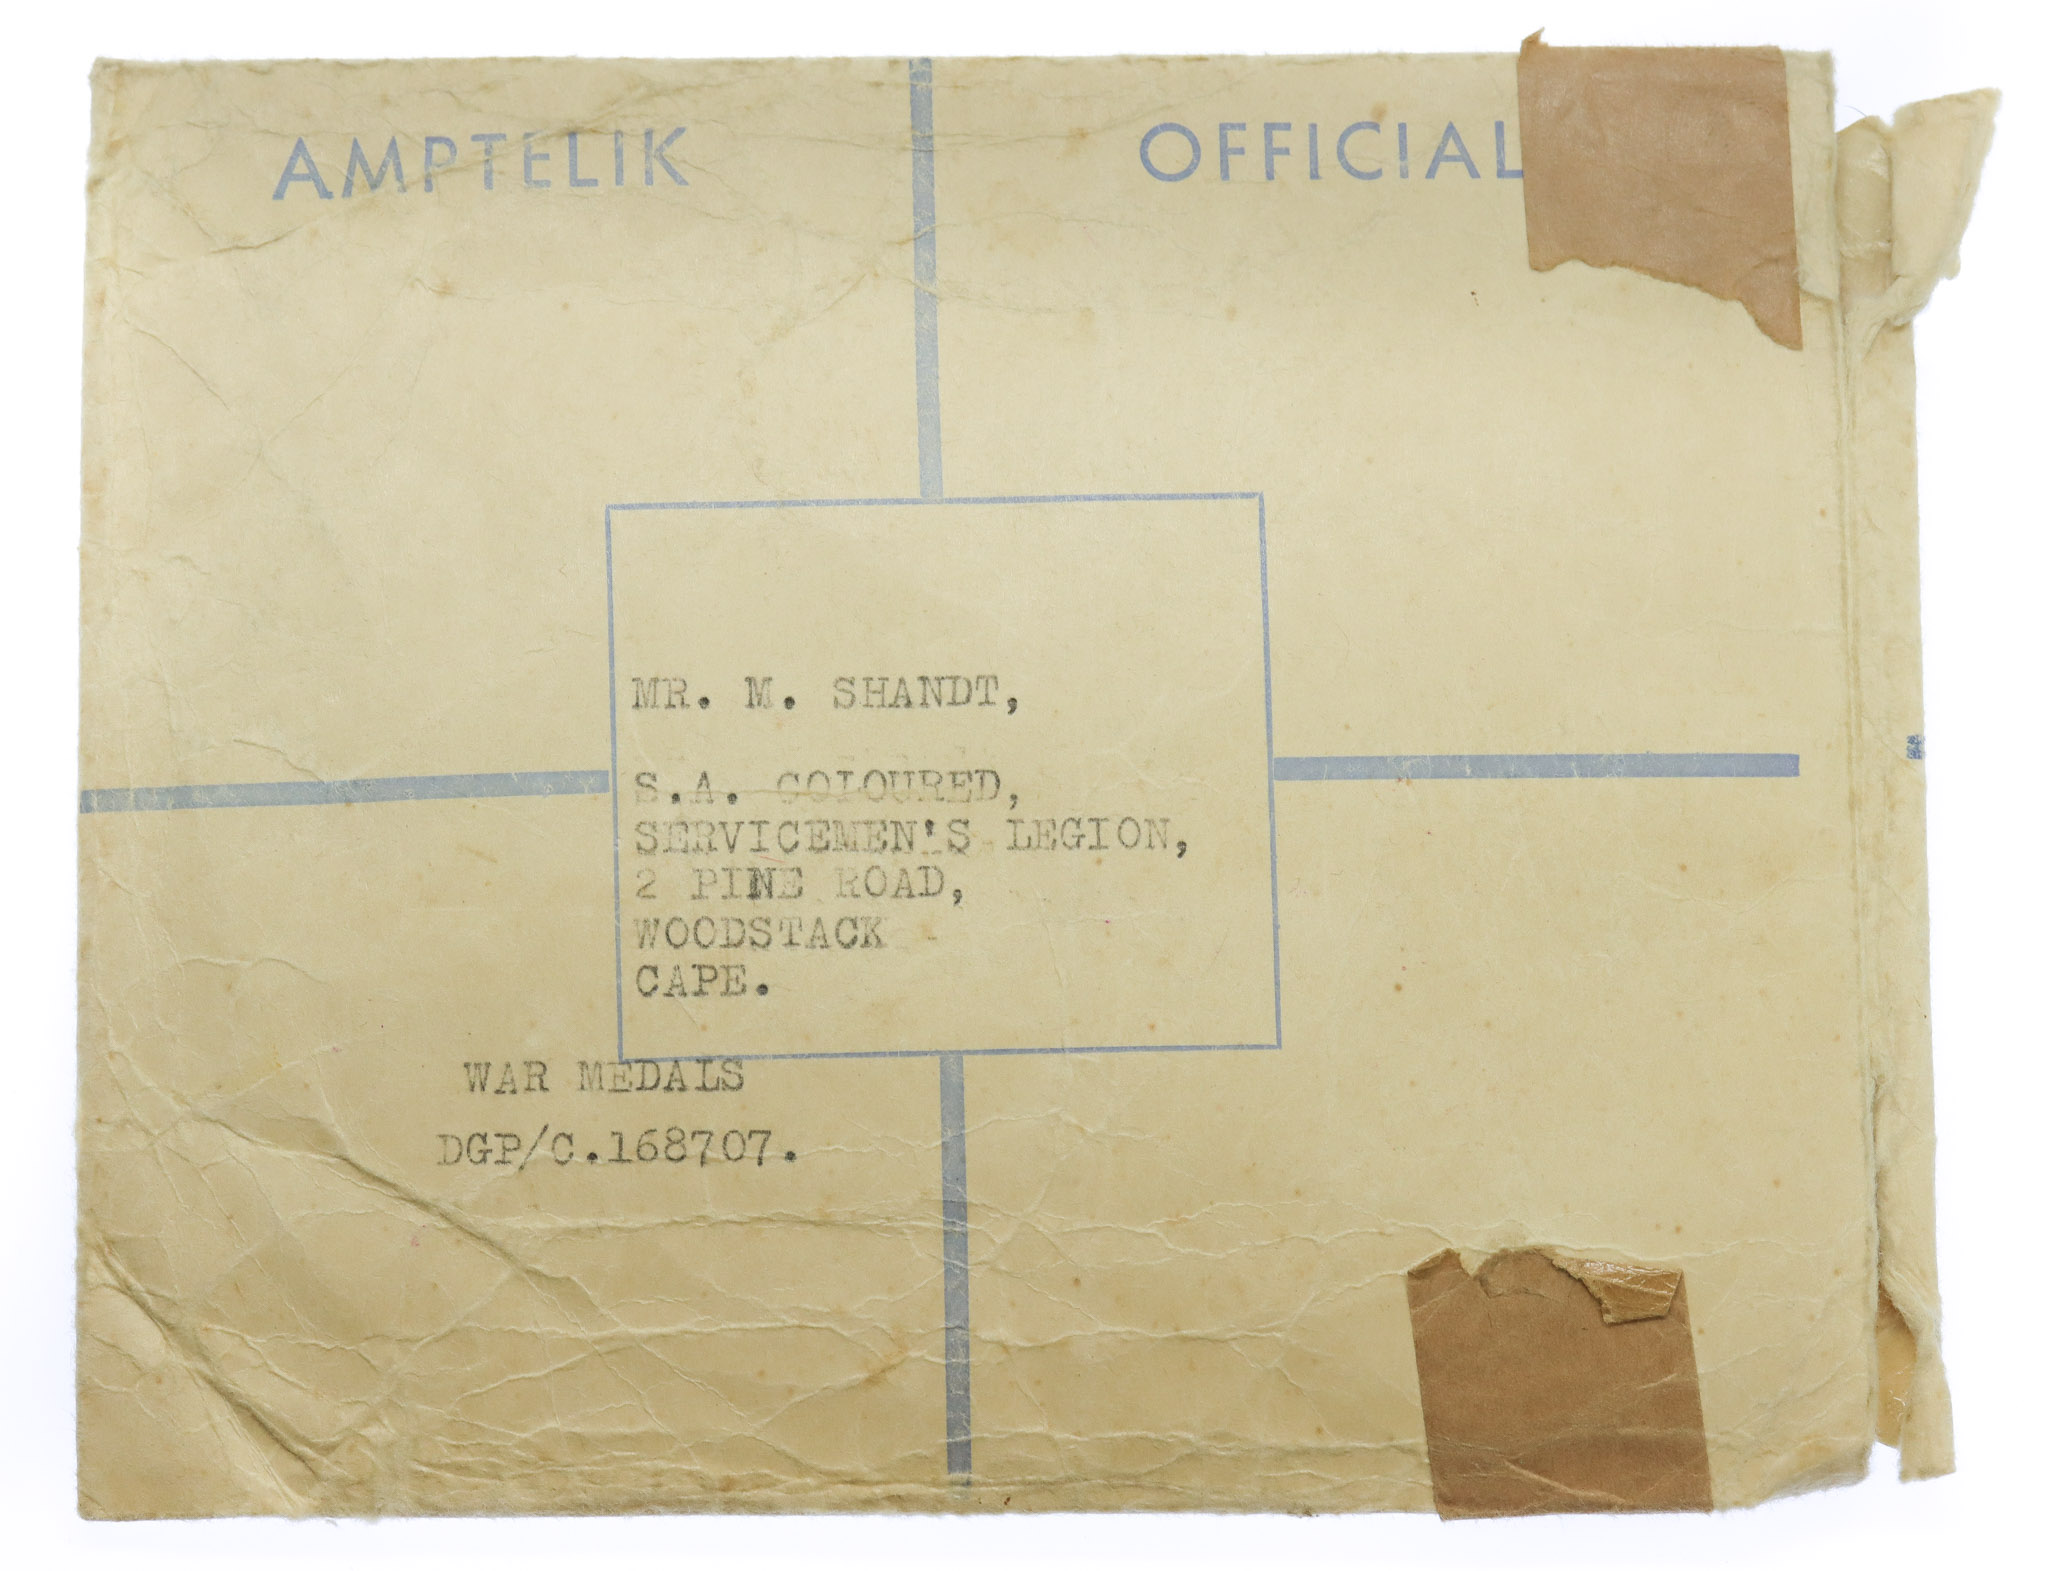 AMPTELIK
OFFICIAL
MR. M. SHANDT,
S.A. COLOURED,
SERVICEMEN'S LEGION,
2 PINE ROAD,
WOODSTACK
CAPE.
WAR MEDALS
DGP/C.168707.